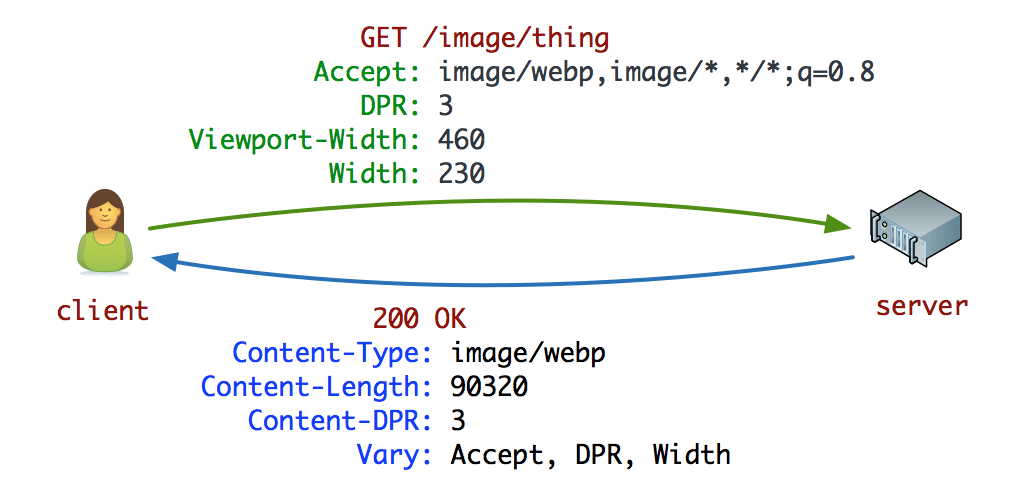 GET /image/thing
Accept: image/webp,image/*,*/*;q=0.8
DPR: 3
Viewport-Width: 460
Width: 230
client
server
200 OK
Content-Type: image/webp
Content-Length: 90320
Content-DPR: 3
Vary: Accept, DPR, Width